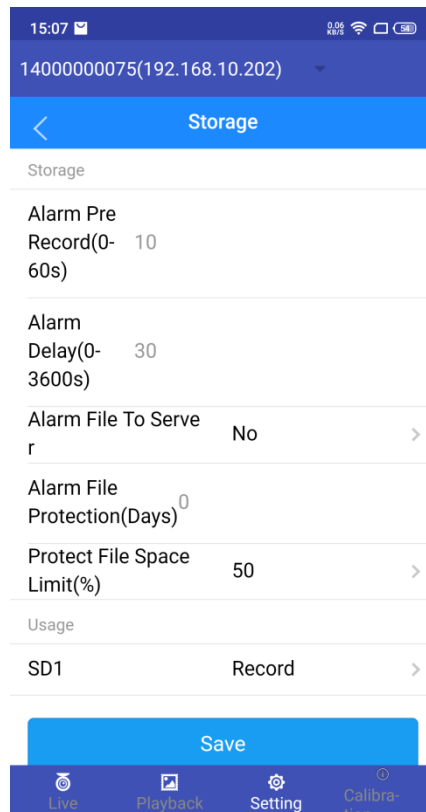 15:07
0.06
KB/S
54
14000000075(192.168.10.202)
Storage
Storage
Alarm Pre
Record(0-
60s)
10
Alarm
Delay(0-
3600s)
30
Alarm File To Serve
r
No
Alarm File
Protection(Days)
0
Protect File Space
Limit(%)
50
Usage
SD1
Record
Save
Live
Playback
Setting
Calibra-
tion